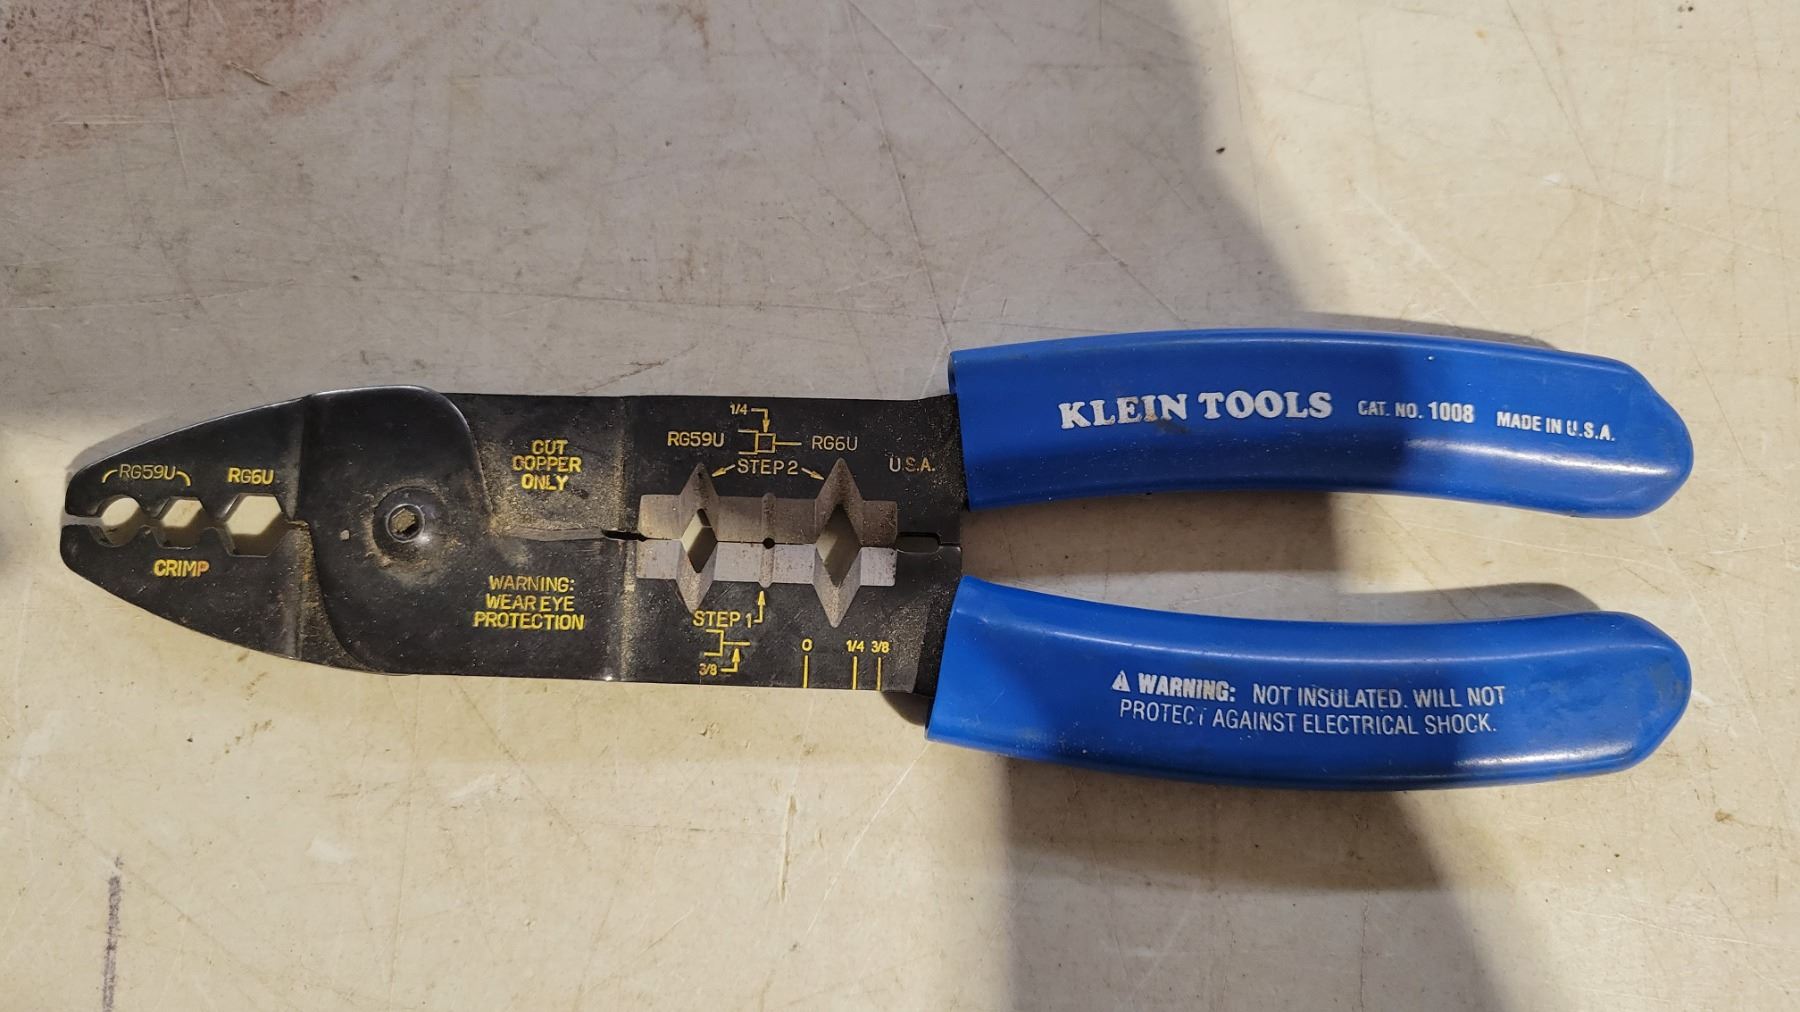 RG59U
RG6U
CRIMP
CUT
COPPER
ONLY
WARNING:
WEAR EYE
PROTECTION
1/4
RG59U
RG6U
STEP 2
U.S.A.
STEP 1
3/8
0 1/4 3/8
KLEIN TOOLS CAT. NO. 1008 MADE IN U.S.A.
WARNING: NOT INSULATED. WILL NOT
PROTECT AGAINST ELECTRICAL SHOCK.